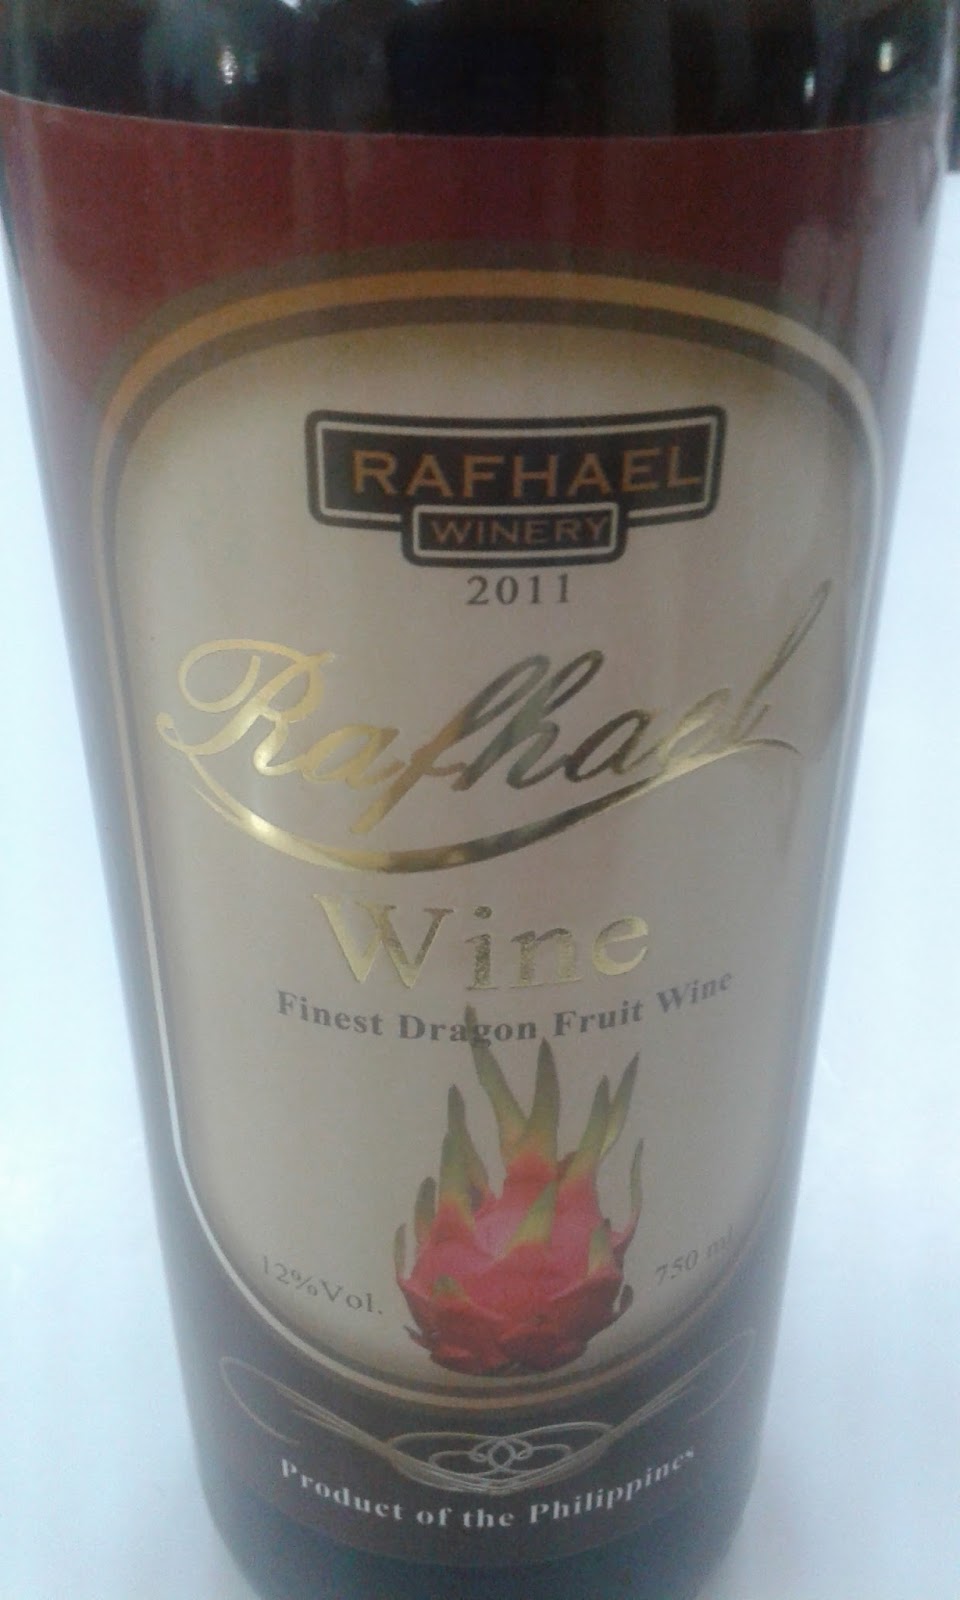 RAFHAEL
WINERY
2011
Rafhael
Wine
Finest Dragon Fruit Wine
12%Vol.
750 ml
Product of the Philippines